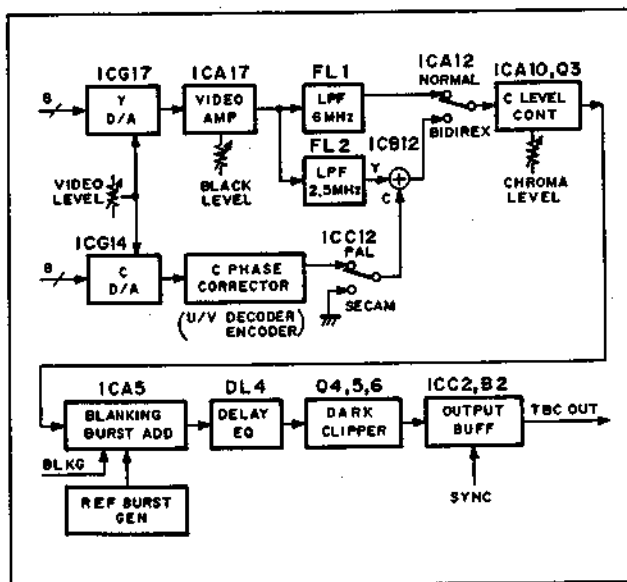 ICG17
Y
D/A
8
ICA17
VIDEO
AMP
BLACK
LEVEL
FL1
LPF
6MHz
FL2
LPF
2.5MHz
ICA12
NORMAL
BIDIREX
ICB12
Y
C
ICA10,Q3
C LEVEL
CONT
CHROMA
LEVEL
VIDEO
LEVEL
ICG14
C
D/A
8
C PHASE
CORRECTOR
(U/V DECODER
ENCODER)
ICC12
PAL
SECAM
ICA5
BLANKING
BURST ADD
BLKG
REF BURST
GEN
DL4
DELAY
EQ
Q4,5,6
DARK
CLIPPER
ICC2,B2
OUTPUT
BUFF
TBC OUT
SYNC